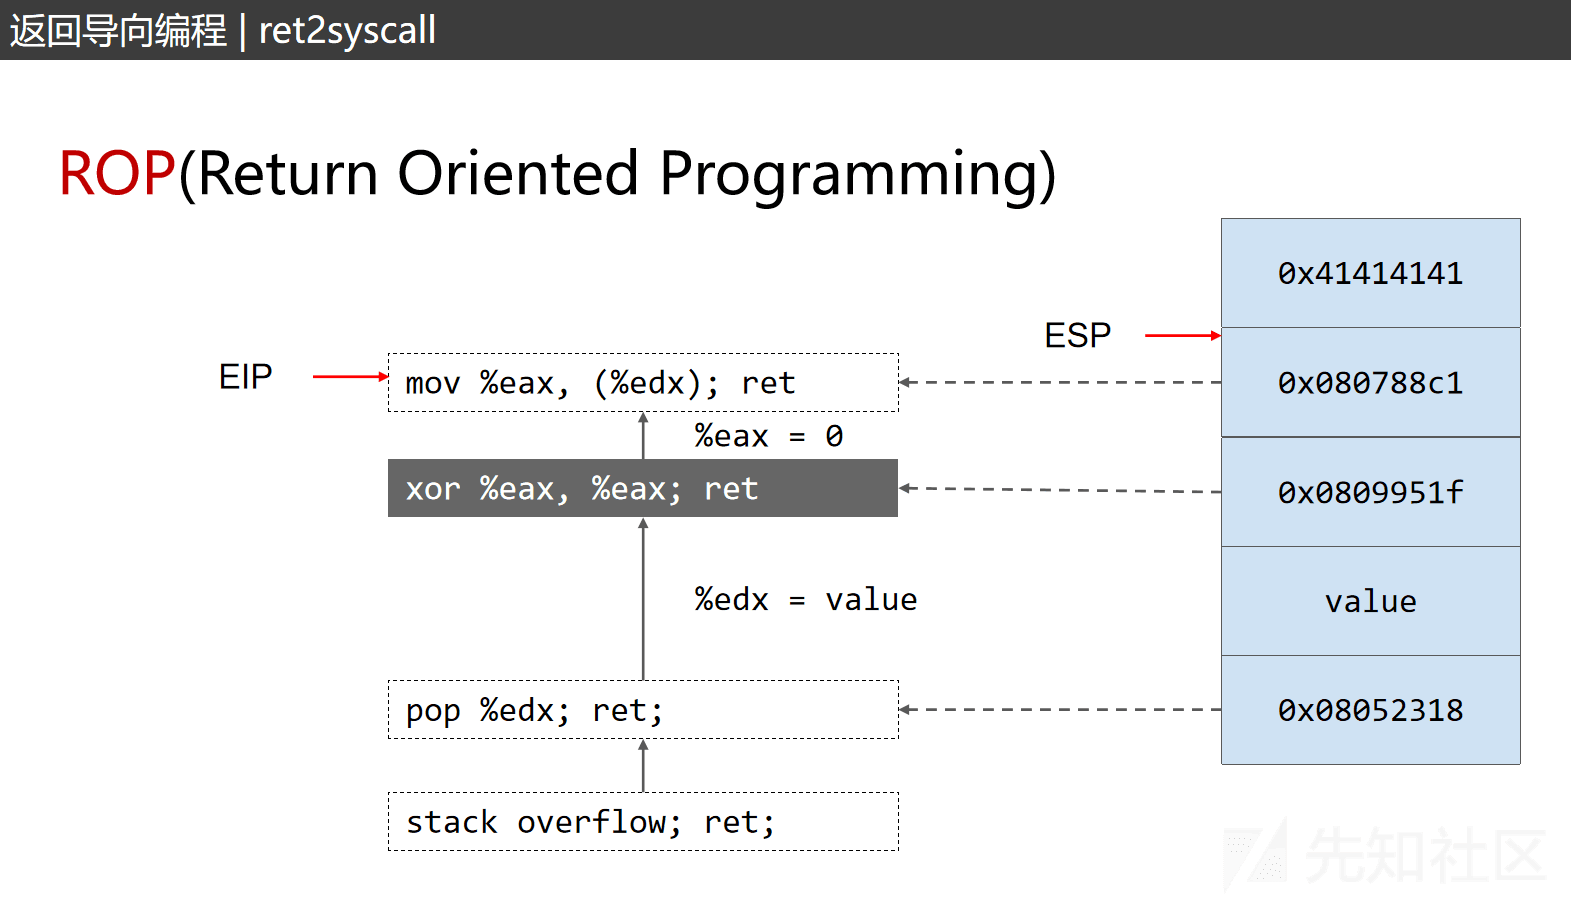 返回导向编程 | ret2syscall
ROP(Return Oriented Programming)
0x41414141
ESP
EIP
mov %eax, (%edx); ret
0x080788c1
%eax = 0
xor %eax, %eax; ret
0x0809951f
%edx = value
value
pop %edx; ret;
0x08052318
stack overflow; ret;
先知社区